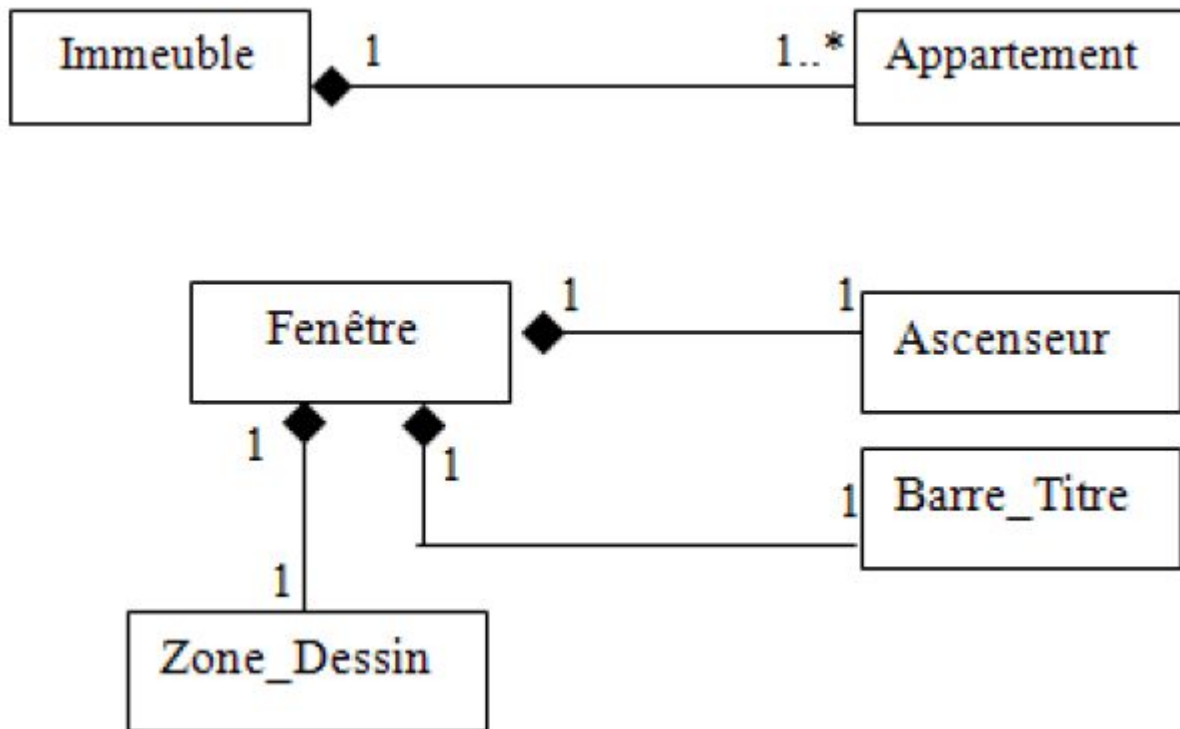 Immeuble 1 1..* Appartement
Fenêtre 1 1 Ascenseur
1 1 1 Barre_Titre
1
Zone_Dessin